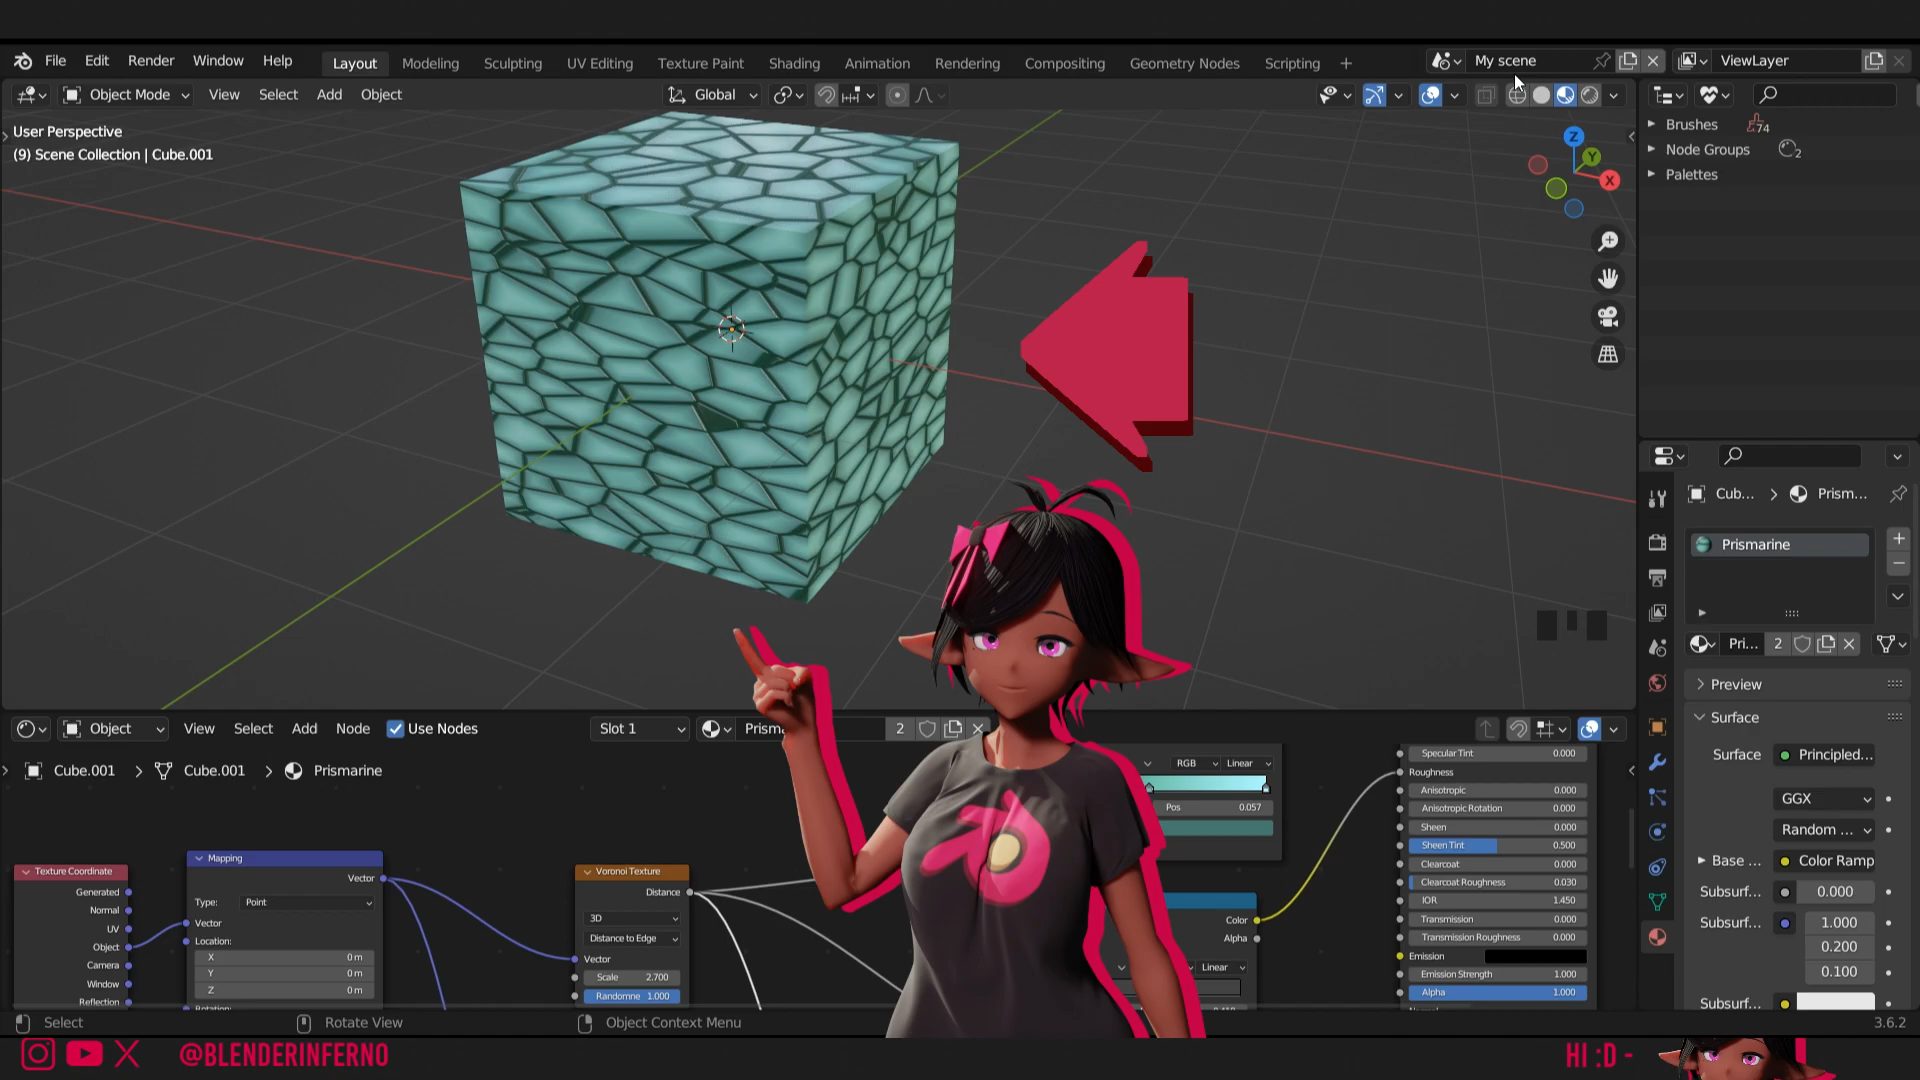 File Edit Render Window Help Layout Modeling Sculpting UV Editing Texture Paint Shading Animation Rendering Compositing Geometry Nodes Scripting + My scene ViewLayer
Object Mode View Select Add Object Global
User Perspective
(9) Scene Collection | Cube.001
Z
Y
X
Brushes 74
Node Groups 2
Palettes
Cub... > Prism...
Prismarine
Pri... 2
Preview
Surface
Surface Principled...
GGX
Random ...
Base ... Color Ramp
Subsurf... 0.000
Subsurf... 1.000
0.200
0.100
Subsurf...
Object View Select Add Node Use Nodes Slot 1 Prisma 2
Cube.001 > Cube.001 > Prismarine
Texture Coordinate
Generated
Normal
UV
Object
Camera
Window
Reflection
Mapping
Vector
Type: Point
Vector
Location:
X 0 m
Y 0 m
Z 0 m
Rotation:
Voronoi Texture
Distance
3D
Distance to Edge
Vector
Scale 2.700
Randomne 1.000
RGB Linear
Pos 0.057
Color
Alpha
Linear
Specular Tint 0.000
Roughness
Anisotropic 0.000
Anisotropic Rotation 0.000
Sheen 0.000
Sheen Tint 0.500
Clearcoat 0.000
Clearcoat Roughness 0.030
IOR 1.450
Transmission 0.000
Transmission Roughness 0.000
Emission
Emission Strength 1.000
Alpha 1.000
Select Rotate View Object Context Menu 3.6.2
@BLENDERINFERNO HI :D -